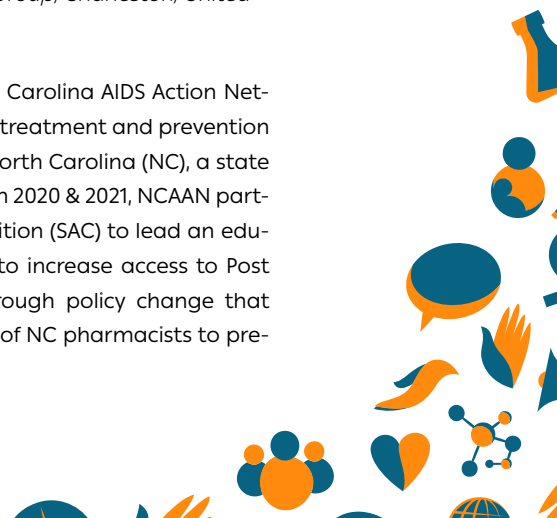 Carolina AIDS Action Net-
treatment and prevention
orth Carolina (NC), a state
n 2020 & 2021, NCAAN part-
ition (SAC) to lead an edu-
to increase access to Post
rough policy change that
of NC pharmacists to pre-